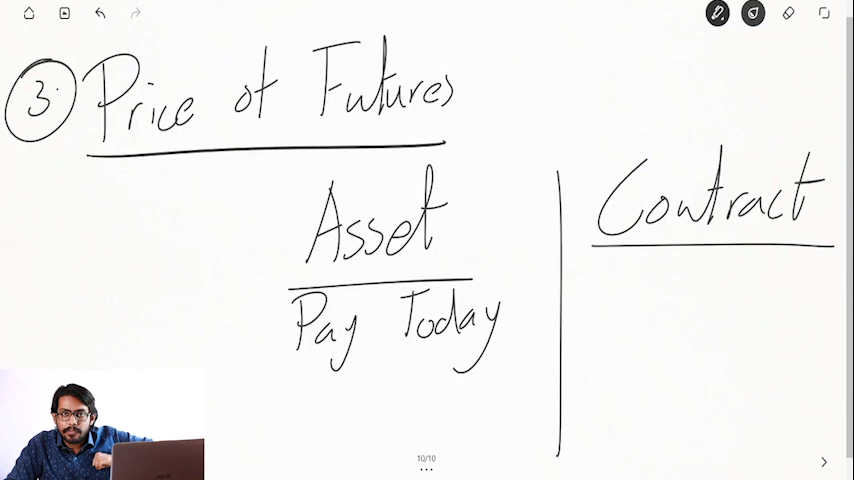 3. Price of Futures
Asset
Contract
Pay Today
10/10